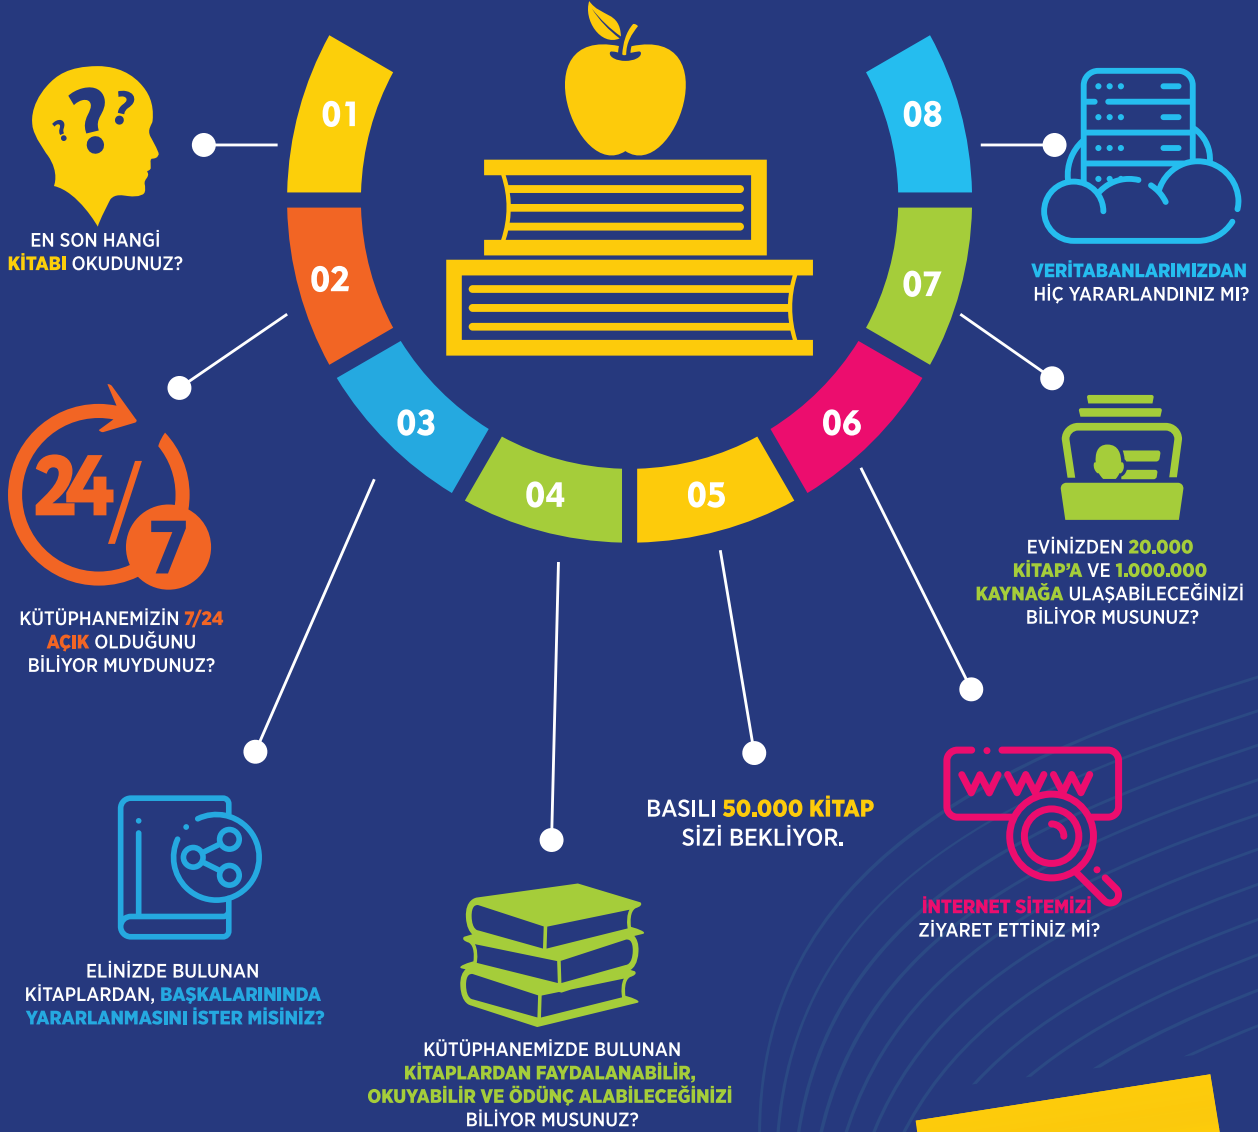 01
EN SON HANGİ
KİTABI OKUDUNUZ?
02
24/7
KÜTÜPHANEMİZİN 7/24
AÇIK OLDUĞUNU
BİLİYOR MUYDUNUZ?
03
ELİNİZDE BULUNAN
KİTAPLARDAN, BAŞKALARININDA
YARARLANMASINI İSTER MİSİNİZ?
04
KÜTÜPHANEMİZDE BULUNAN
KİTAPLARDAN FAYDALANABİLİR,
OKUYABİLİR VE ÖDÜNÇ ALABİLECEĞİNİZİ
BİLİYOR MUSUNUZ?
05
BASILI 50.000 KİTAP
SİZİ BEKLİYOR.
06
WWW
İNTERNET SİTEMİZİ
ZİYARET ETTİNİZ Mİ?
07
EVİNİZDEN 20.000
KİTAP'A VE 1.000.000
KAYNAĞA ULAŞABİLECEĞİNİZİ
BİLİYOR MUSUNUZ?
08
VERİTABANLARIMIZDAN
HİÇ YARARLANDINIZ MI?